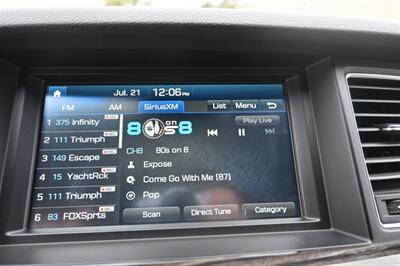 Jul. 21 12:06 PM
FM AM SiriusXM List Menu
1 375 Infinity
2 111 Triumph
3 149 Escape
4 15 YachtRck
5 111 Triumph
6 83 FOXSprts
8 on 8
Play Live
CH8 80s on 8
Expose
Come Go With Me (87)
Pop
Scan Direct Tune Category